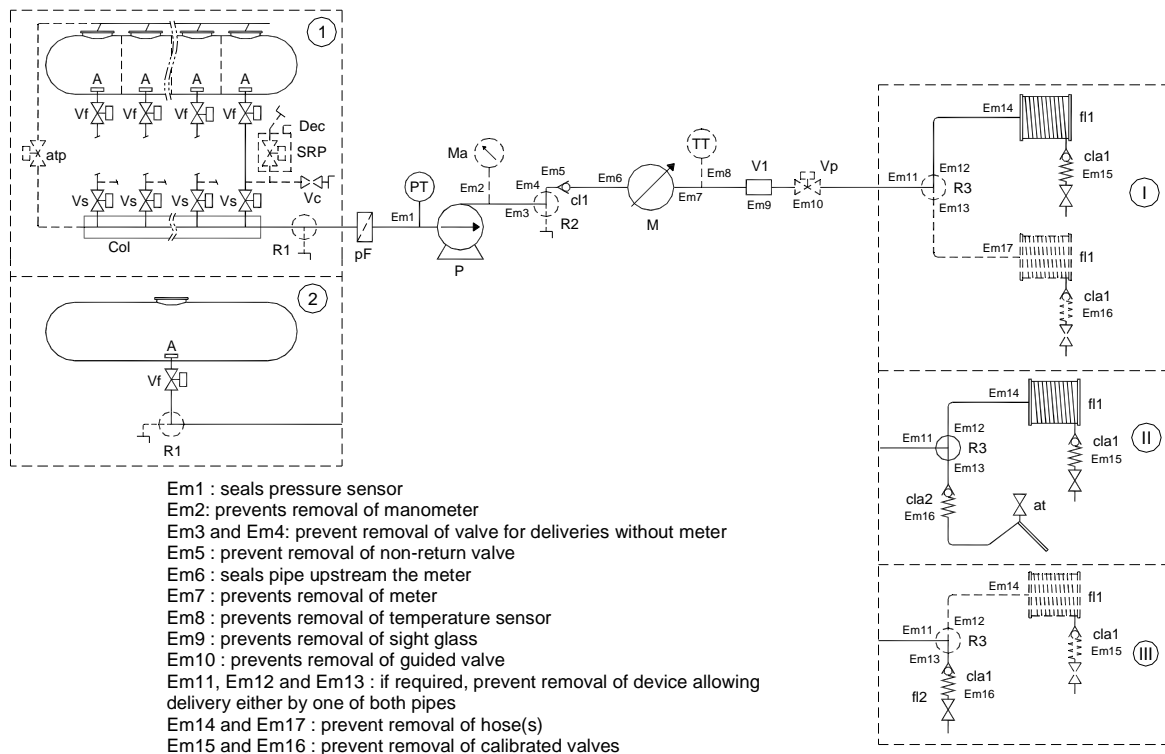 1
A A A A
Vf Vf Vf Vf
Dec
SRP
atp
Vs Vs Vs Vs
Vc
Col
R1
pF
Em1
PT
P
Ma
Em2
Em3
Em4
Em5
cl1
R2
Em6
M
TT
Em7
Em8
V1
Em9
Vp
Em10
Em11
Em12
R3
Em13
Em14
fl1
cla1
Em15
I
Em17
fl1
cla1
Em16
2
A
Vf
R1
Em14
fl1
Em11
Em12
R3
Em13
cla1
Em15
II
cla2
Em16
at
Em14
fl1
Em11
Em12
R3
Em13
cla1
Em15
III
cla1
Em16
fl2
Em1 : seals pressure sensor
Em2: prevents removal of manometer
Em3 and Em4: prevent removal of valve for deliveries without meter
Em5 : prevent removal of non-return valve
Em6 : seals pipe upstream the meter
Em7 : prevents removal of meter
Em8 : prevents removal of temperature sensor
Em9 : prevents removal of sight glass
Em10 : prevents removal of guided valve
Em11, Em12 and Em13 : if required, prevent removal of device allowing
delivery either by one of both pipes
Em14 and Em17 : prevent removal of hose(s)
Em15 and Em16 : prevent removal of calibrated valves